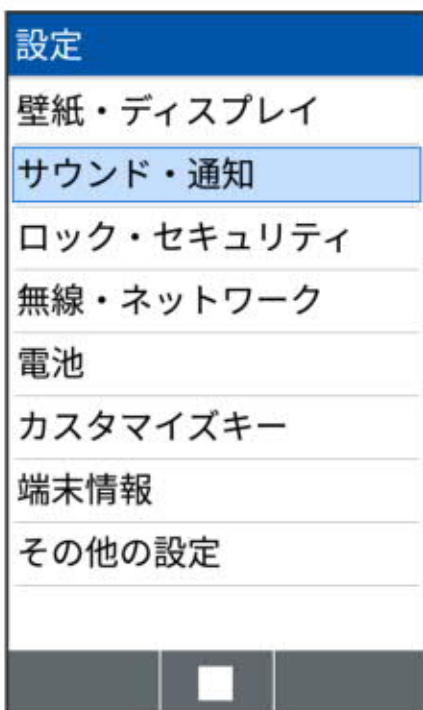 設定
壁紙・ディスプレイ
サウンド・通知
ロック・セキュリティ
無線・ネットワーク
電池
カスタマイズキー
端末情報
その他の設定